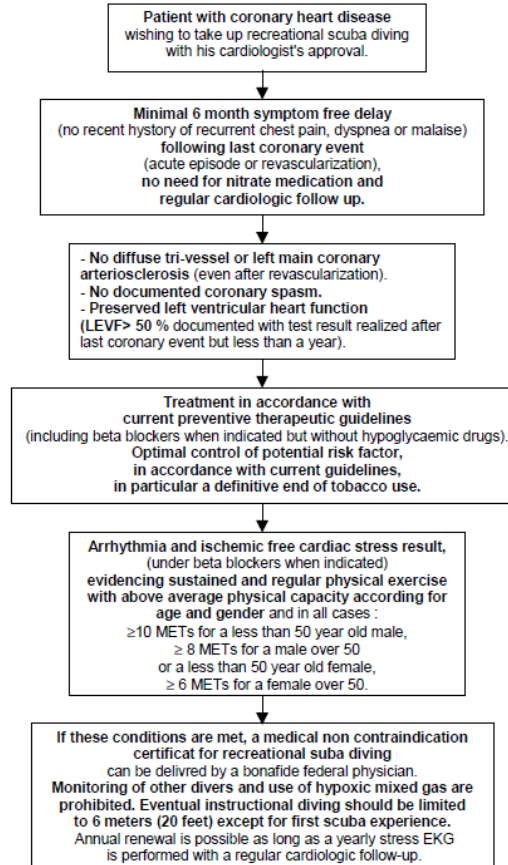 Patient with coronary heart disease
wishing to take up recreational scuba diving
with his cardiologist's approval.
Minimal 6 month symptom free delay
(no recent hystory of recurrent chest pain, dyspnea or malaise)
following last coronary event
(acute episode or revascularization),
no need for nitrate medication and
regular cardiologic follow up.
- No diffuse tri-vessel or left main coronary
arteriosclerosis (even after revascularization).
- No documented coronary spasm.
- Preserved left ventricular heart function
(LEVF> 50 % documented with test result realized after
last coronary event but less than a year).
Treatment in accordance with
current preventive therapeutic guidelines
(including beta blockers when indicated but without hypoglycaemic drugs).
Optimal control of potential risk factor,
in accordance with current guidelines,
in particular a definitive end of tobacco use.
Arrhythmia and ischemic free cardiac stress result,
(under beta blockers when indicated)
evidencing sustained and regular physical exercise
with above average physical capacity according for
age and gender and in all cases :
≥10 METs for a less than 50 year old male,
≥ 8 METs for a male over 50
or a less than 50 year old female,
≥ 6 METs for a female over 50.
If these conditions are met, a medical non contraindication
certificat for recreational suba diving
can be delivred by a bonafide federal physician.
Monitoring of other divers and use of hypoxic mixed gas are
prohibited. Eventual instructional diving should be limited
to 6 meters (20 feet) except for first scuba experience.
Annual renewal is possible as long as a yearly stress EKG
is performed with a regular cardiologic follow-up.